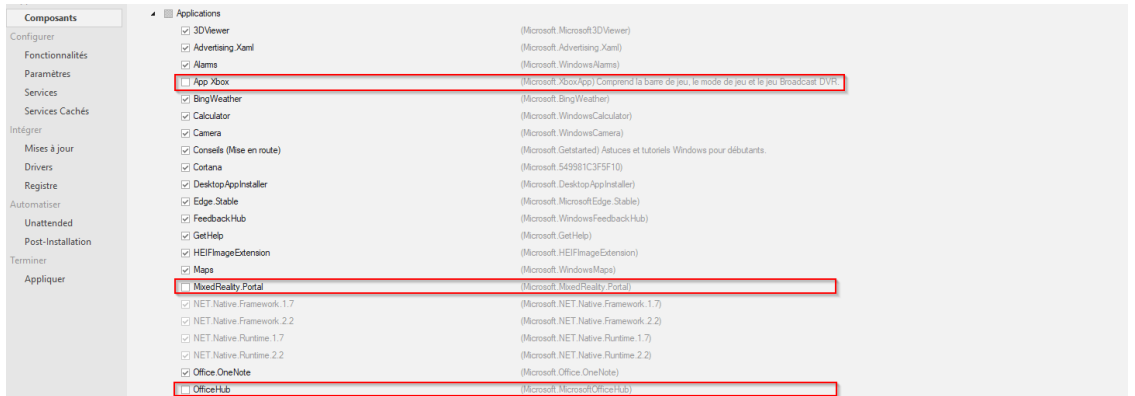 Composants
Configurer
Fonctionnalités
Paramètres
Services
Services Cachés
Intégrer
Mises à jour
Drivers
Registre
Automatiser
Unattended
Post-Installation
Terminer
Appliquer
Applications
3DViewer (Microsoft.Microsoft3DViewer)
Advertising.Xaml (Microsoft.Advertising.Xaml)
Alarms (Microsoft.WindowsAlarms)
App Xbox (Microsoft.XboxApp) Comprend la barre de jeu, le mode de jeu et le jeu Broadcast DVR...
BingWeather (Microsoft.BingWeather)
Calculator (Microsoft.WindowsCalculator)
Camera (Microsoft.WindowsCamera)
Conseils (Mise en route) (Microsoft.Getstarted) Astuces et tutoriels Windows pour débutants.
Cortana (Microsoft.549981C3F5F10)
DesktopAppInstaller (Microsoft.DesktopAppInstaller)
Edge.Stable (Microsoft.MicrosoftEdge.Stable)
FeedbackHub (Microsoft.WindowsFeedbackHub)
GetHelp (Microsoft.GetHelp)
HEIFImageExtension (Microsoft.HEIFImageExtension)
Maps (Microsoft.WindowsMaps)
MixedReality.Portal (Microsoft.MixedReality.Portal)
NET.Native.Framework.1.7 (Microsoft.NET.Native.Framework.1.7)
NET.Native.Framework.2.2 (Microsoft.NET.Native.Framework.2.2)
NET.Native.Runtime.1.7 (Microsoft.NET.Native.Runtime.1.7)
NET.Native.Runtime.2.2 (Microsoft.NET.Native.Runtime.2.2)
Office.OneNote (Microsoft.Office.OneNote)
OfficeHub (Microsoft.MicrosoftOfficeHub)